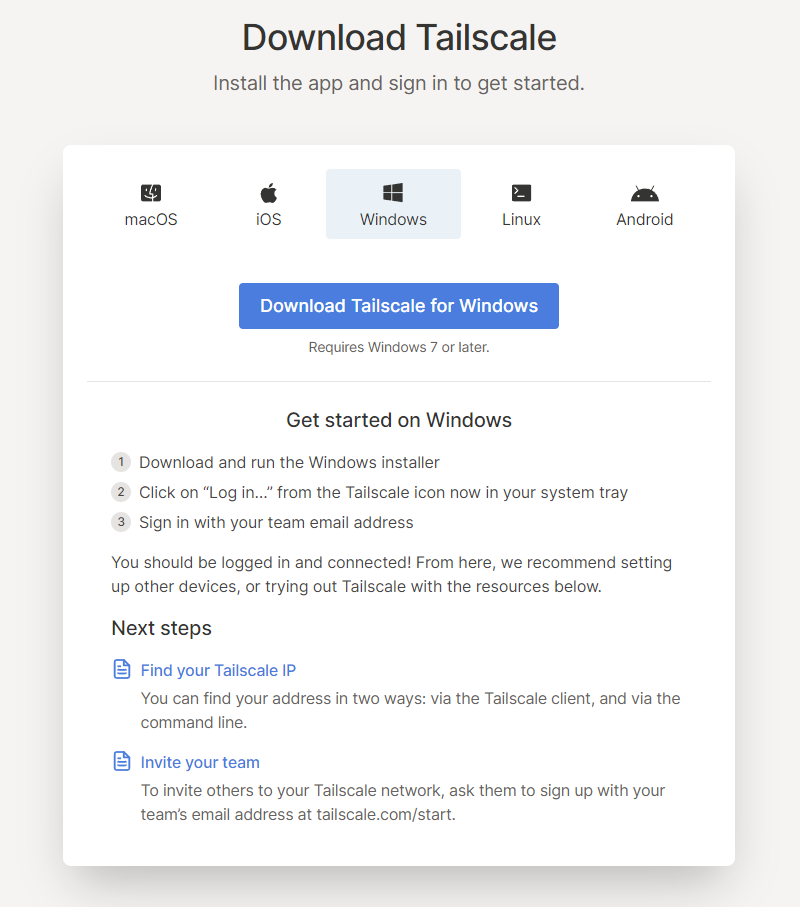 Download Tailscale
Install the app and sign in to get started.
macOS
iOS
Windows
Linux
Android
Download Tailscale for Windows
Requires Windows 7 or later.
Get started on Windows
1 Download and run the Windows installer
2 Click on “Log in…” from the Tailscale icon now in your system tray
3 Sign in with your team email address
You should be logged in and connected! From here, we recommend setting
up other devices, or trying out Tailscale with the resources below.
Next steps
Find your Tailscale IP
You can find your address in two ways: via the Tailscale client, and via the
command line.
Invite your team
To invite others to your Tailscale network, ask them to sign up with your
team’s email address at tailscale.com/start.